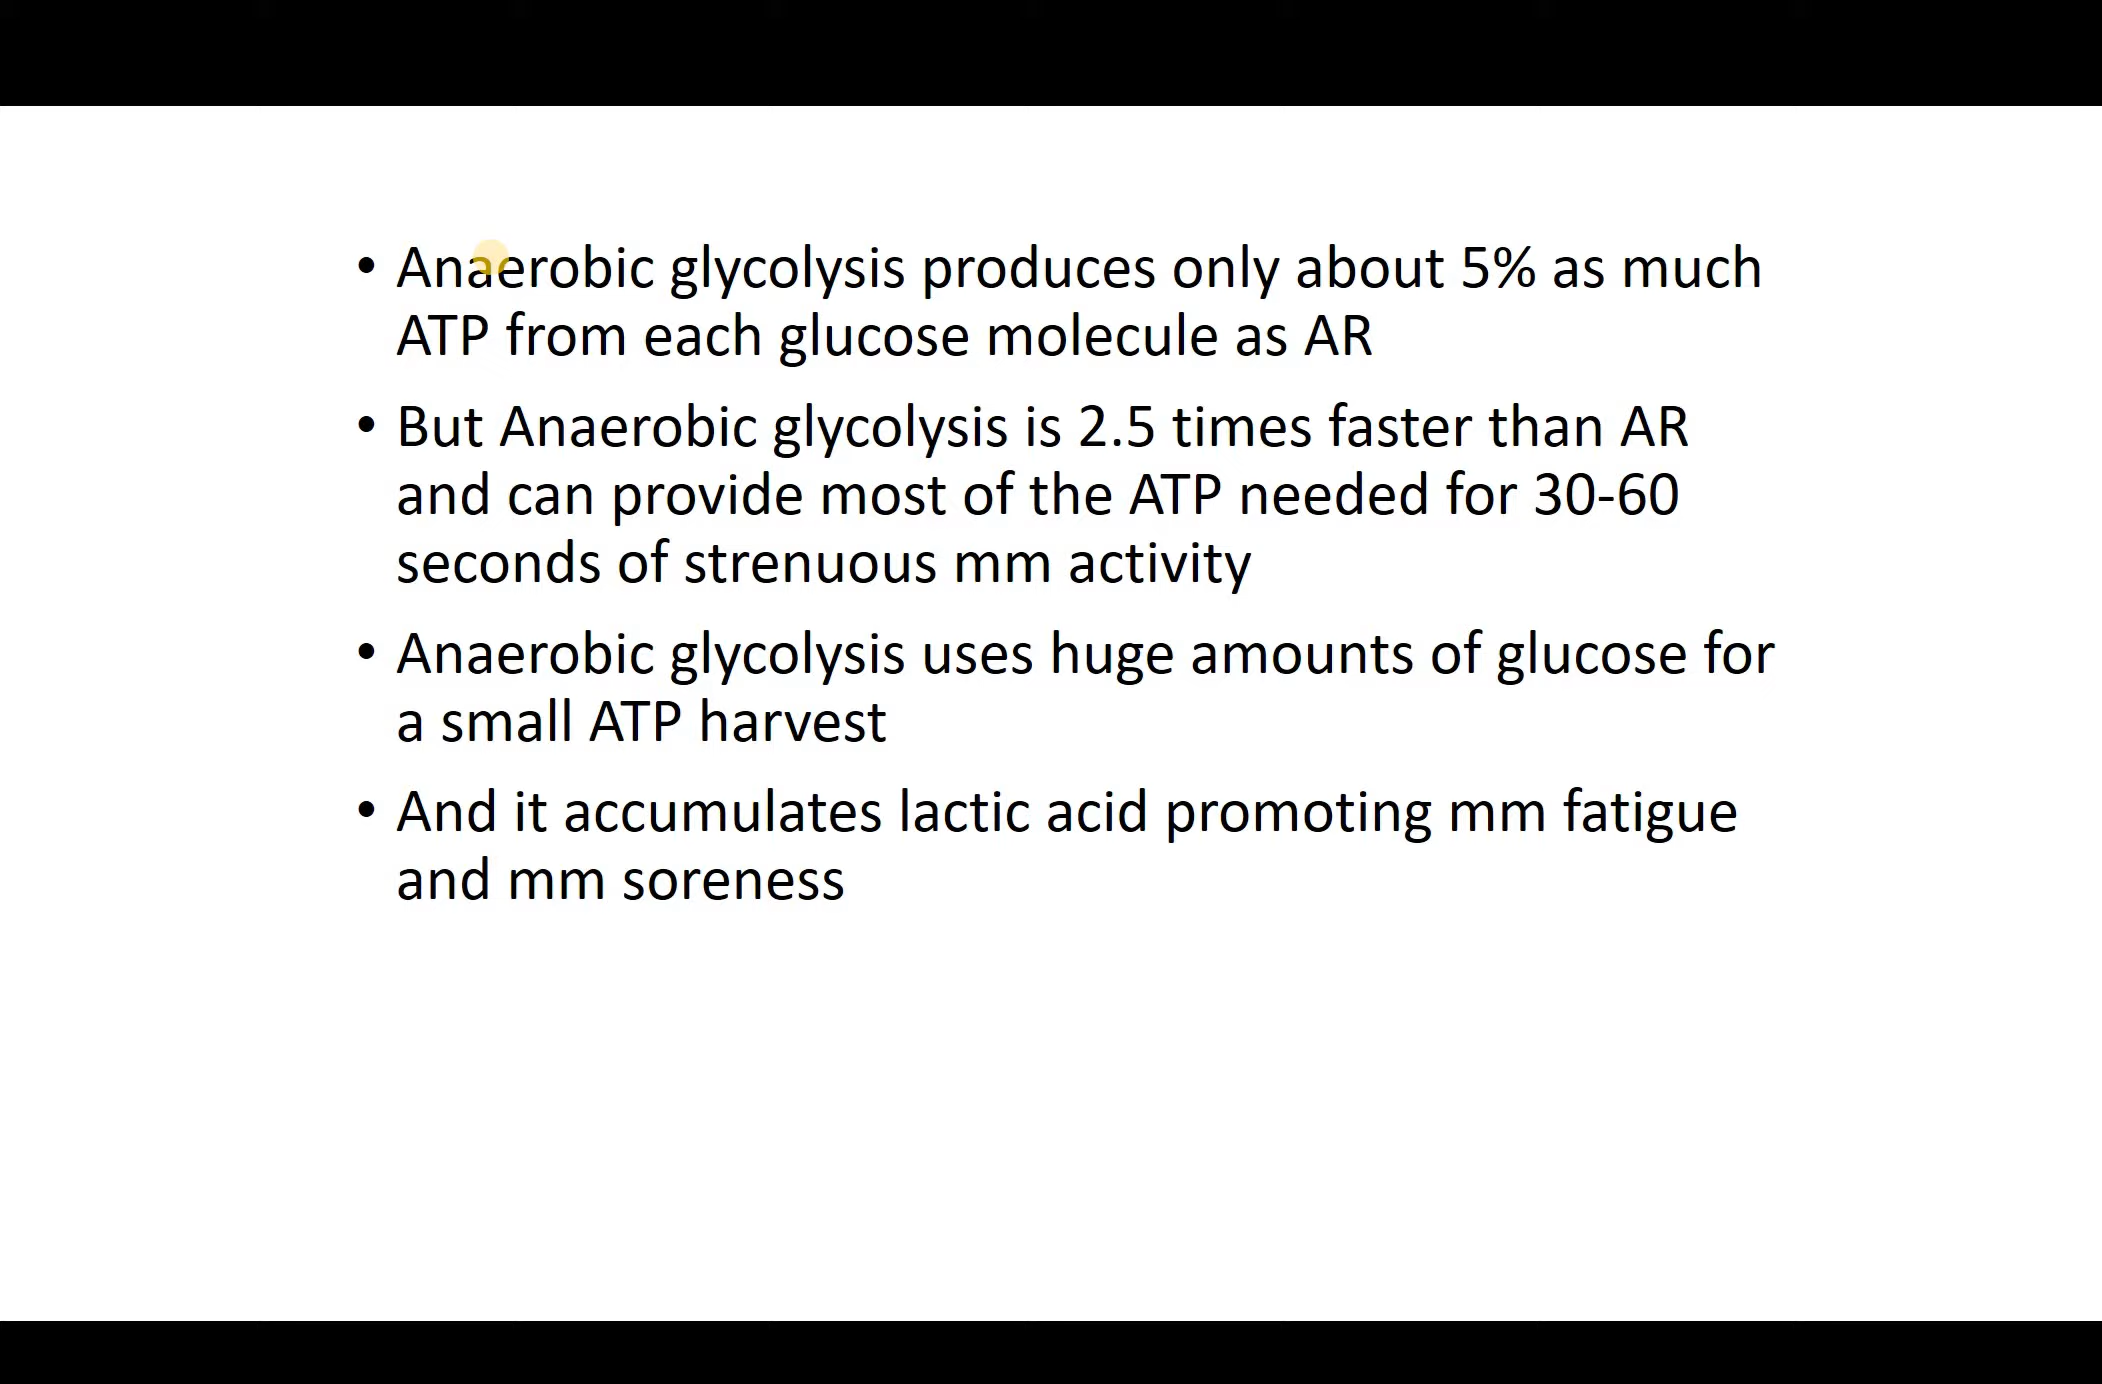 • Anaerobic glycolysis produces only about 5% as much
ATP from each glucose molecule as AR
• But Anaerobic glycolysis is 2.5 times faster than AR
and can provide most of the ATP needed for 30-60
seconds of strenuous mm activity
• Anaerobic glycolysis uses huge amounts of glucose for
a small ATP harvest
• And it accumulates lactic acid promoting mm fatigue
and mm soreness